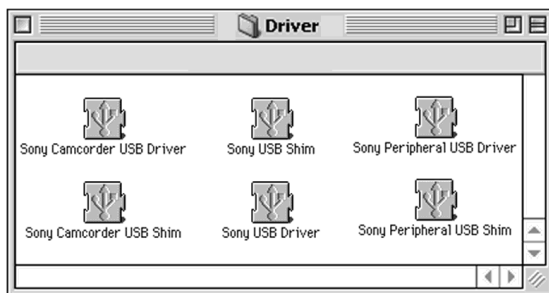 Driver
Sony Camcorder USB Driver
Sony USB Shim
Sony Peripheral USB Driver
Sony Camcorder USB Shim
Sony USB Driver
Sony Peripheral USB Shim